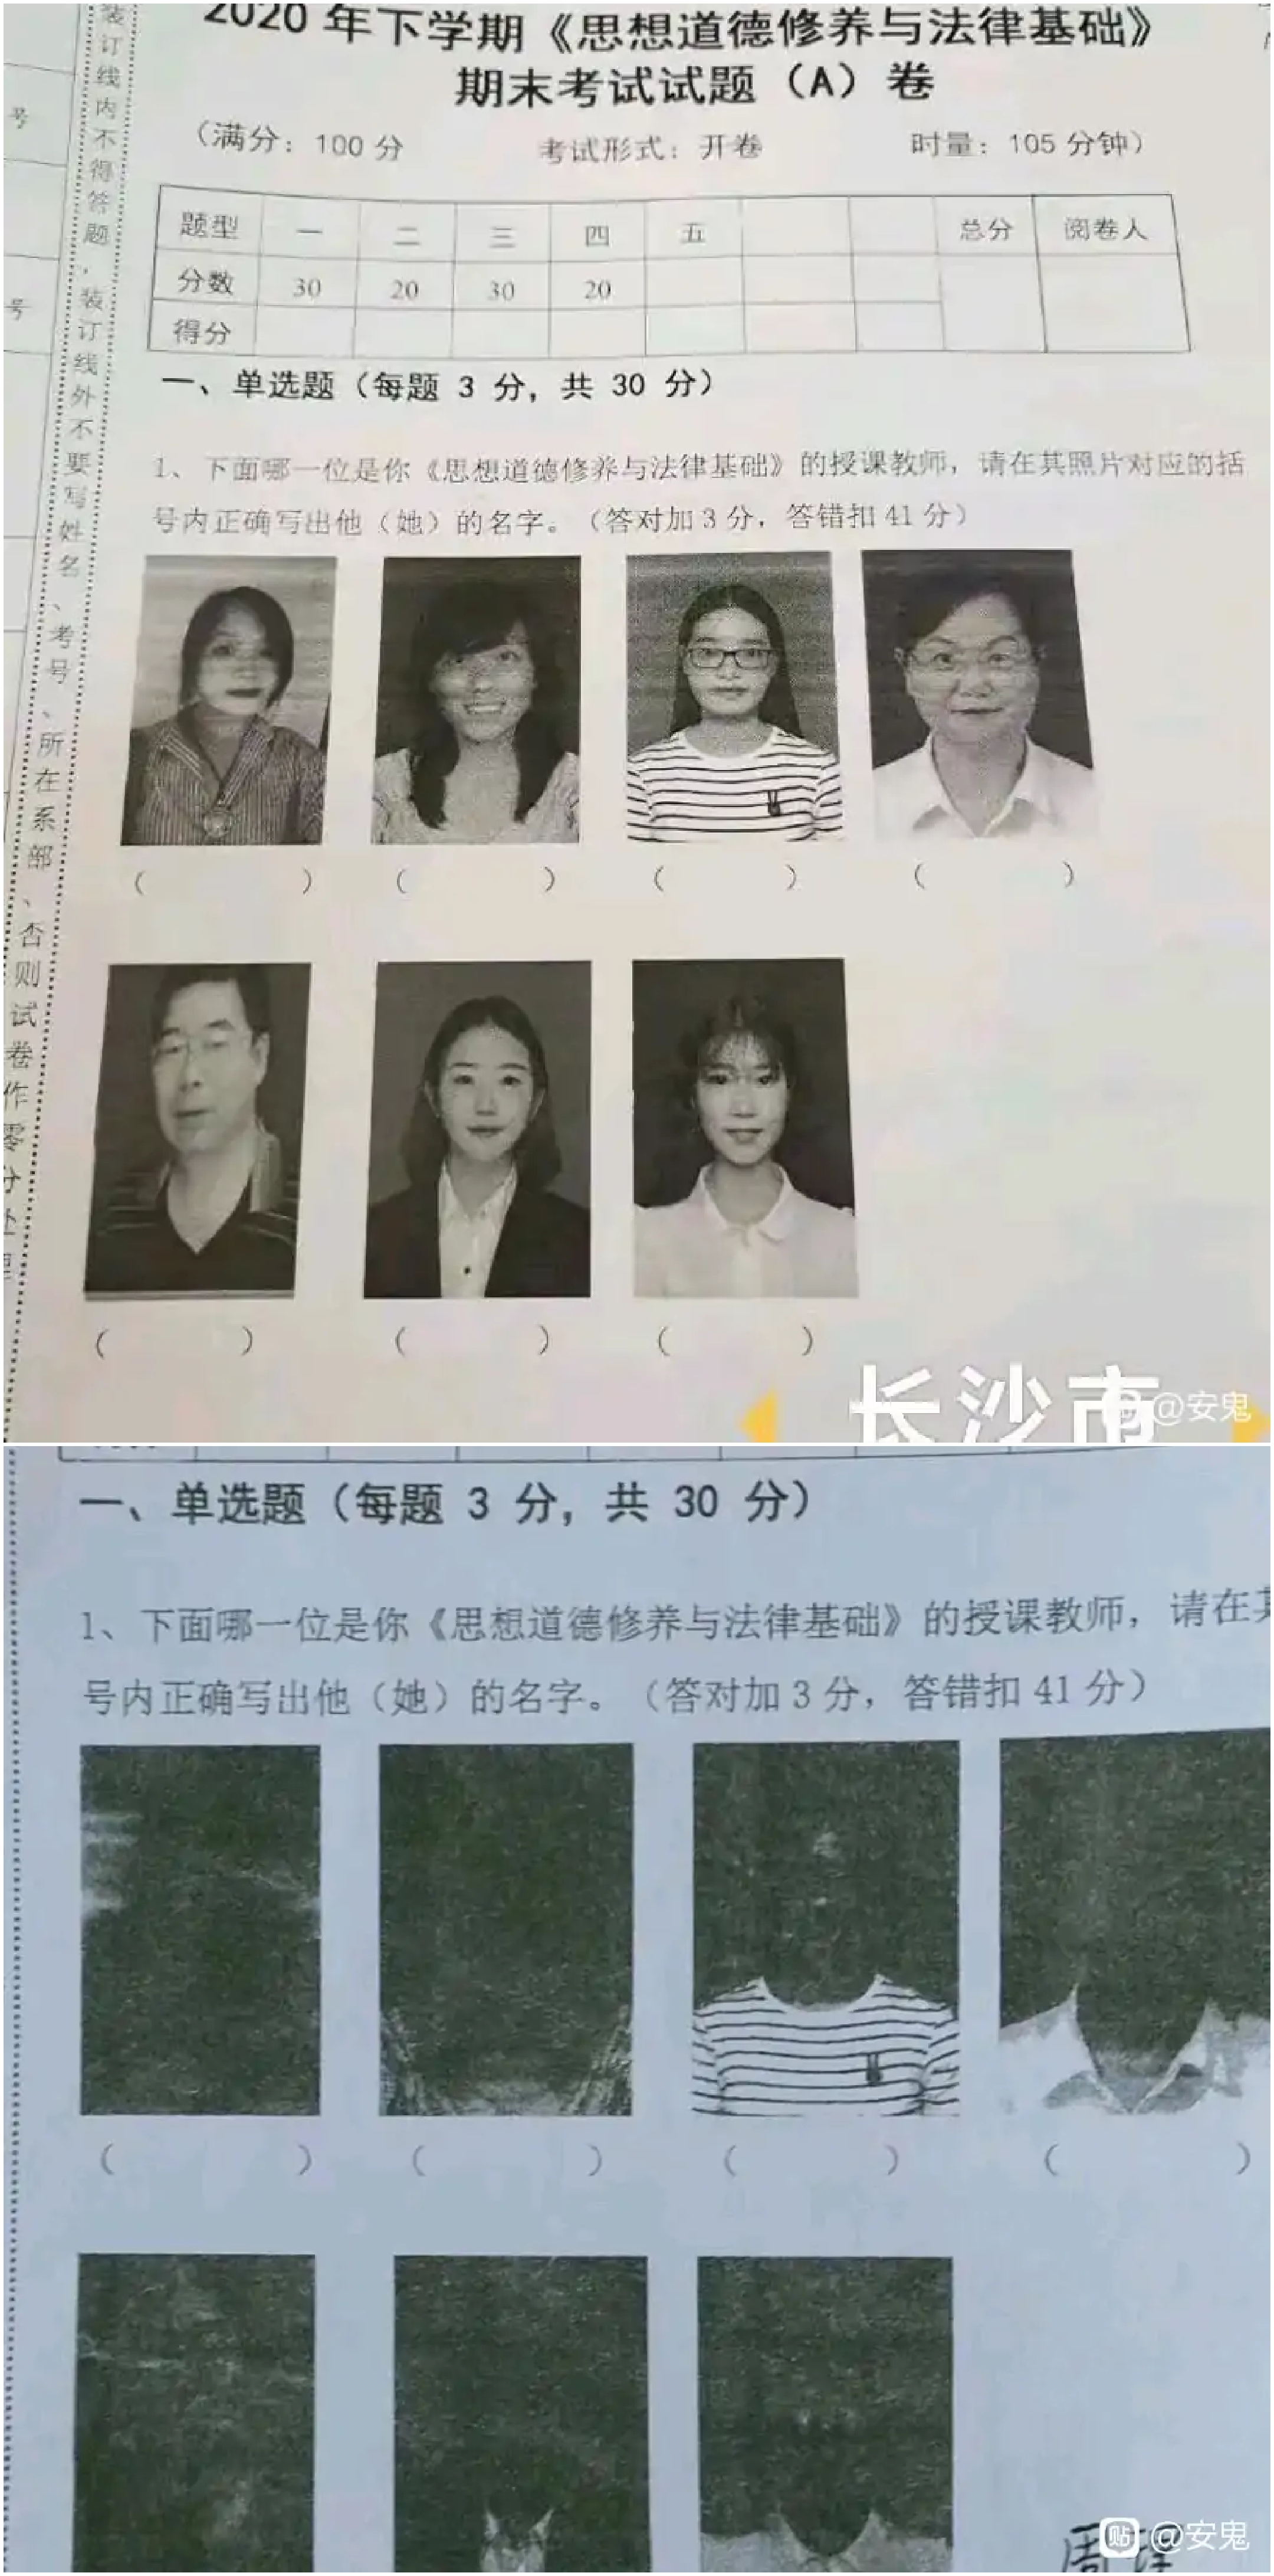 2020 年下学期《思想道德修养与法律基础》
期末考试试题（A）卷
（满分：100 分 考试形式：开卷 时量：105 分钟）
题型 一 二 三 四 五 总分 阅卷人
分数 30 20 30 20
得分
一、单选题（每题 3 分，共 30 分）
1、下面哪一位是你《思想道德修养与法律基础》的授课教师，请在其照片对应的括
号内正确写出他（她）的名字。（答对加 3 分，答错扣 41 分）
（ ） （ ） （ ） （ ）
（ ） （ ） （ ）
号
号
装订线内不得答题，装订线外不要写姓名、考号、所在系部、否则试卷作零分处理
长沙市
@安鬼
一、单选题（每题 3 分，共 30 分）
1、下面哪一位是你《思想道德修养与法律基础》的授课教师，请在其
号内正确写出他（她）的名字。（答对加 3 分，答错扣 41 分）
（ ） （ ） （ ） （ ）
周
贴 @安鬼